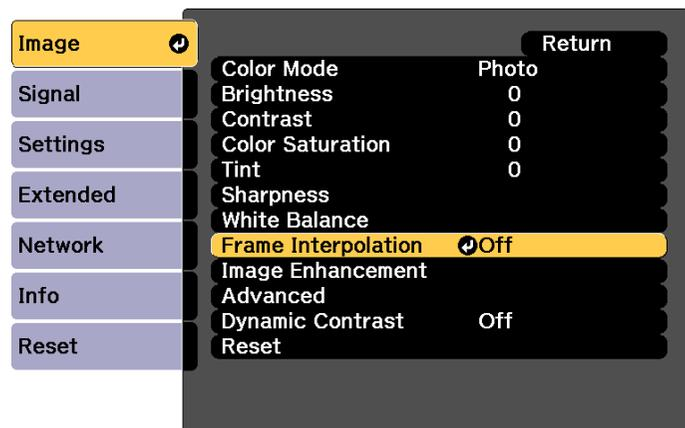 Image
Signal
Settings
Extended
Network
Info
Reset
Return
Color Mode Photo
Brightness 0
Contrast 0
Color Saturation 0
Tint 0
Sharpness
White Balance
Frame Interpolation Off
Image Enhancement
Advanced
Dynamic Contrast Off
Reset